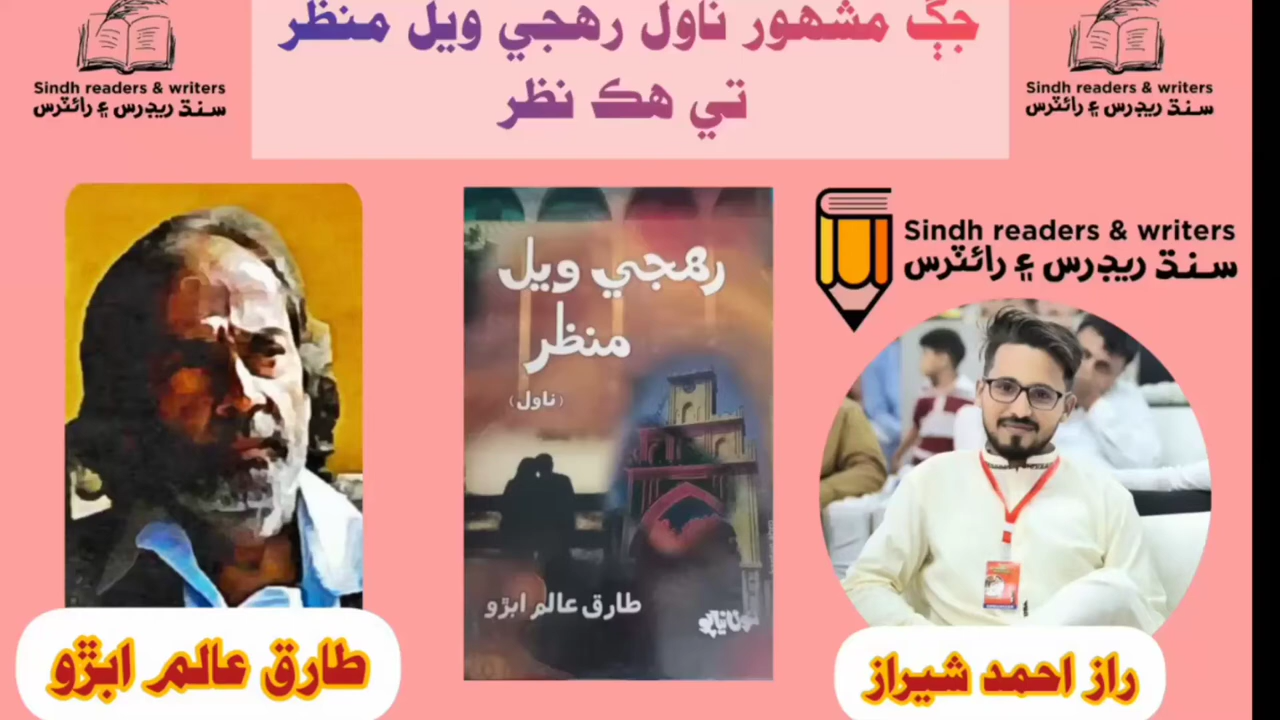 جڳ مشهور ناول رهجي ويل منظر
تي هڪ نظر
Sindh readers & writers
سنڌ ريڊرس ۽ رائٽرس
Sindh readers & writers
سنڌ ريڊرس ۽ رائٽرس
Sindh readers & writers
سنڌ ريڊرس ۽ رائٽرس
رهجي ويل
منظر
(ناول)
طارق عالم ابڙو
طارق عالم ابڙو
راز احمد شيراز